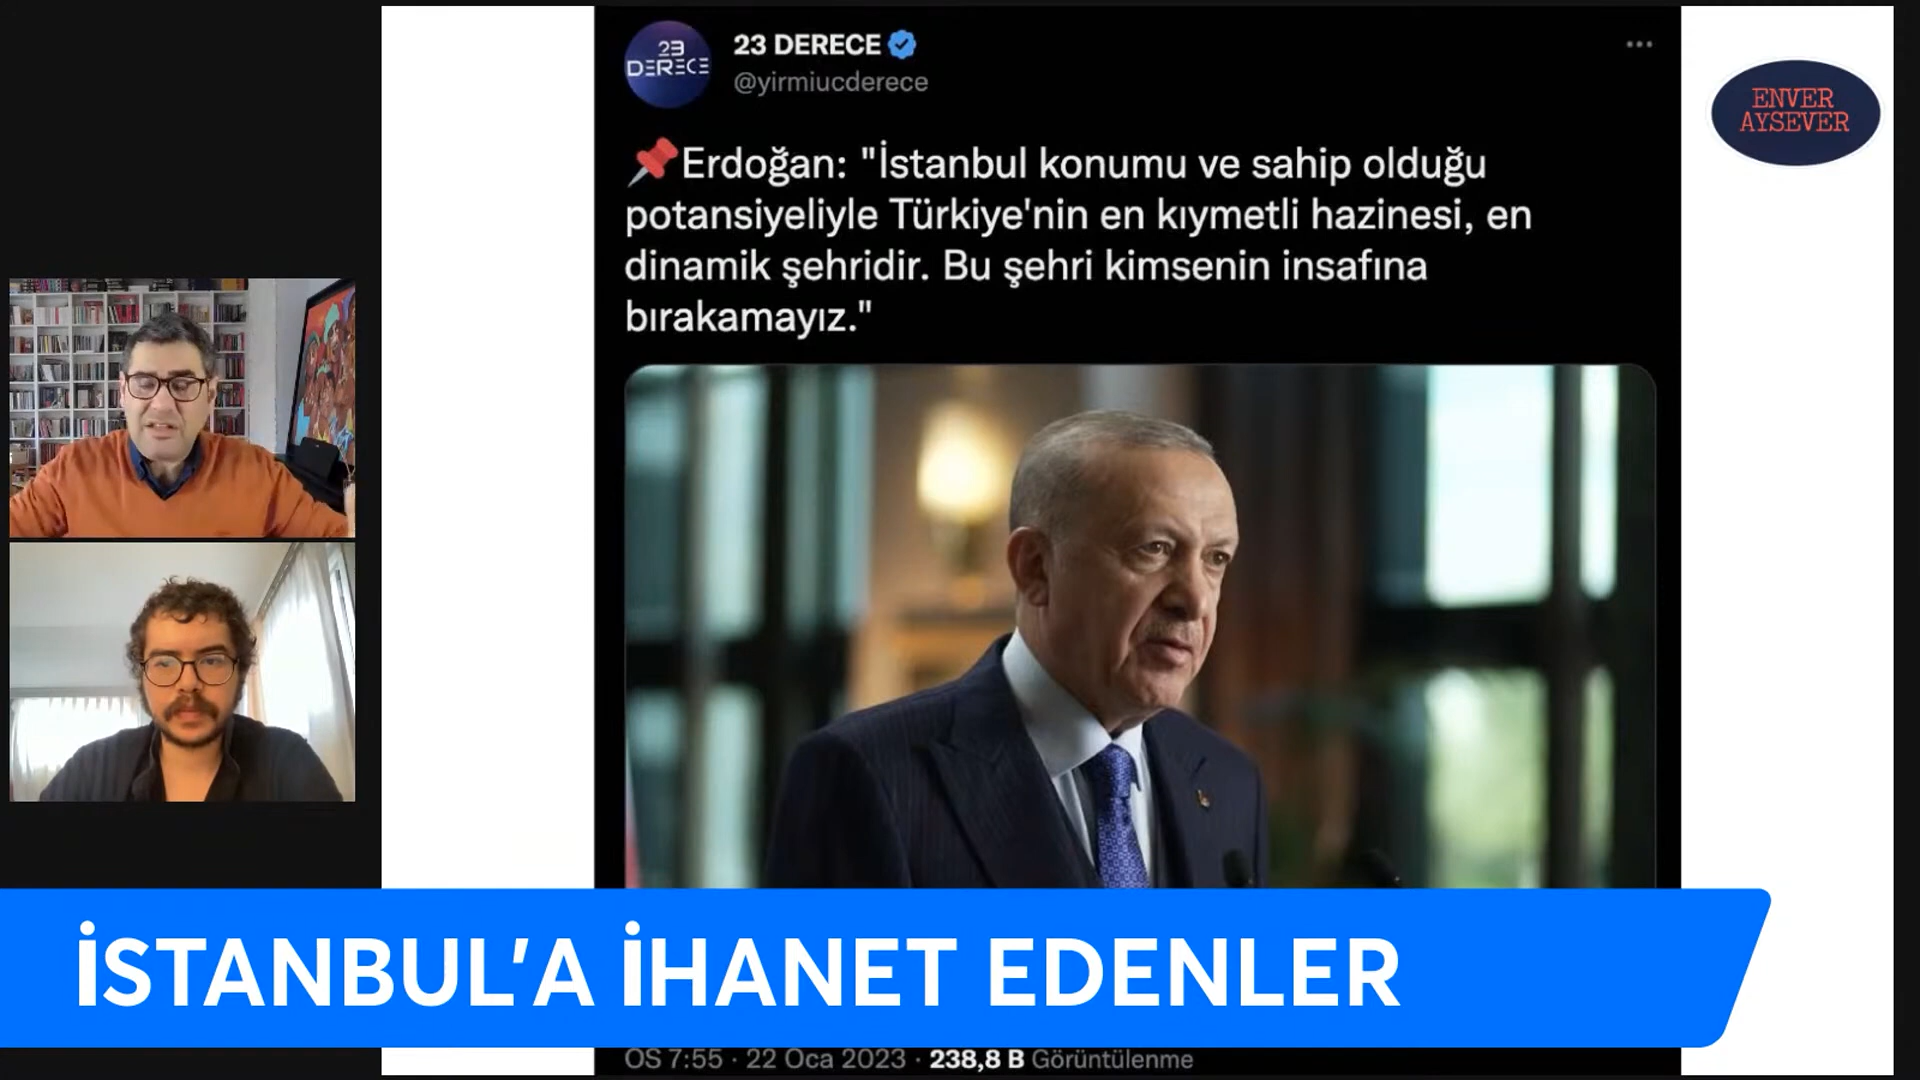 23
DERECE
23 DERECE
@yirmiucderece
ENVER
AYSEVER
📌Erdoğan: "İstanbul konumu ve sahip olduğu
potansiyeliyle Türkiye'nin en kıymetli hazinesi, en
dinamik şehridir. Bu şehri kimsenin insafına
bırakamayız."
İSTANBUL'A İHANET EDENLER
ÖS 7:55 · 22 Oca 2023 · 238,8 B Görüntülenme